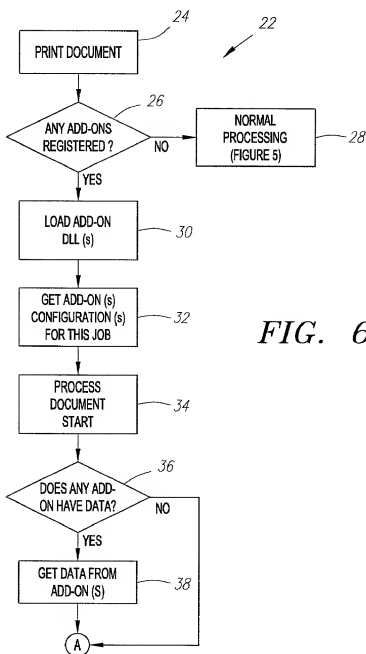 24
22
PRINT DOCUMENT
26
ANY ADD-ONS
REGISTERED ?
NO
NORMAL
PROCESSING
(FIGURE 5)
28
YES
LOAD ADD-ON
DLL (s)
30
GET ADD-ON (s)
CONFIGURATION (s)
FOR THIS JOB
32
FIG. 6
PROCESS
DOCUMENT
START
34
36
DOES ANY ADD-
ON HAVE DATA?
NO
YES
GET DATA FROM
ADD-ON (S)
38
A